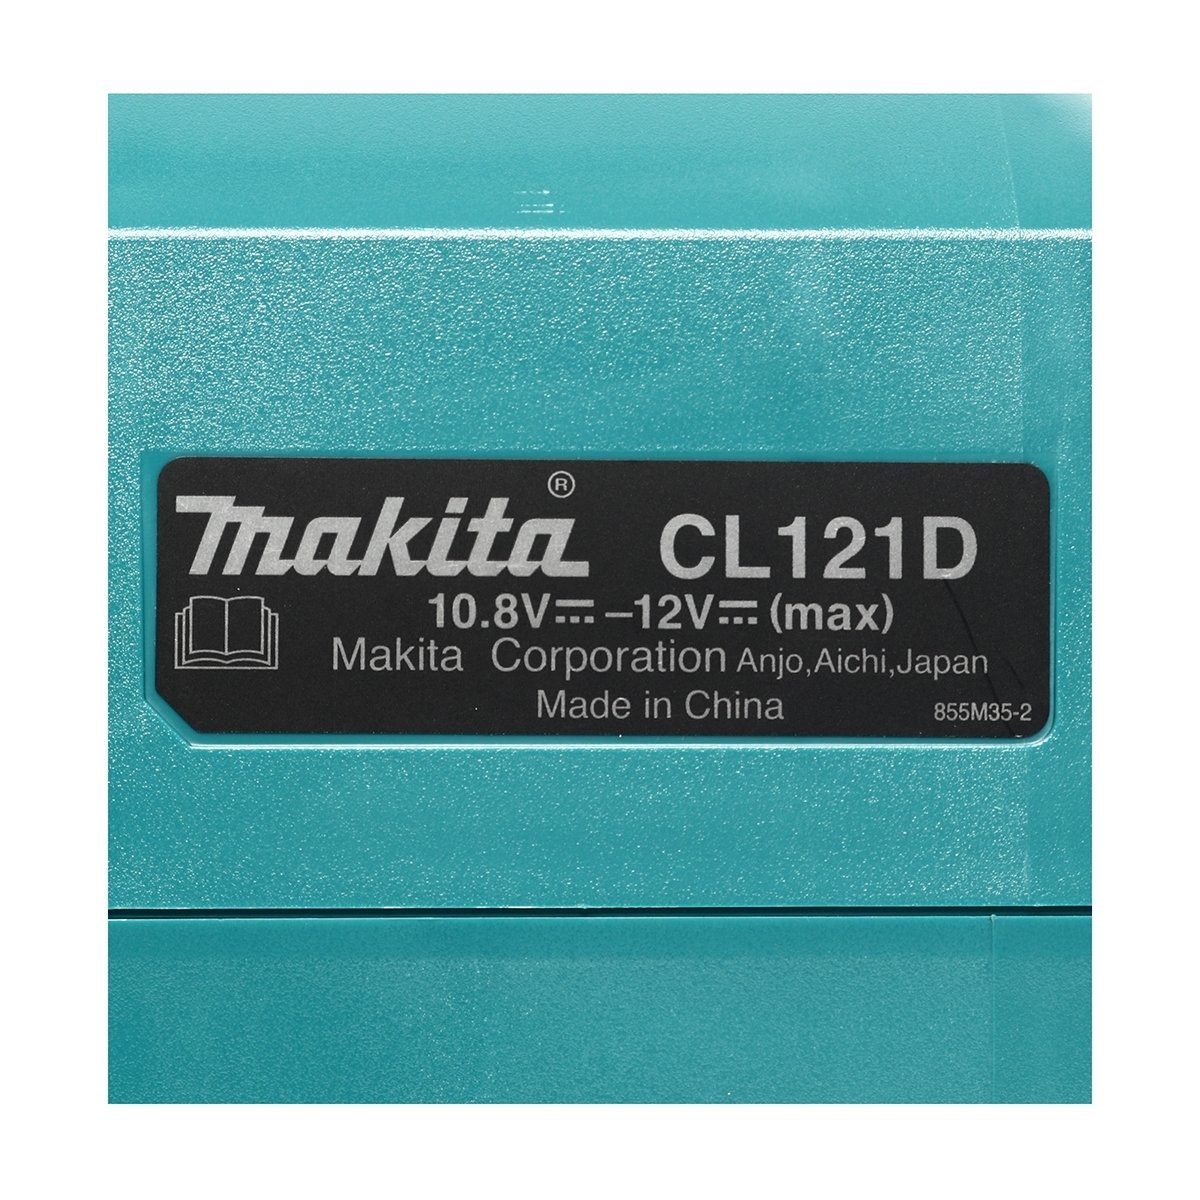 makita® CL121D
10.8V⎓ –12V⎓ (max)
Makita Corporation Anjo,Aichi,Japan
Made in China 855M35-2